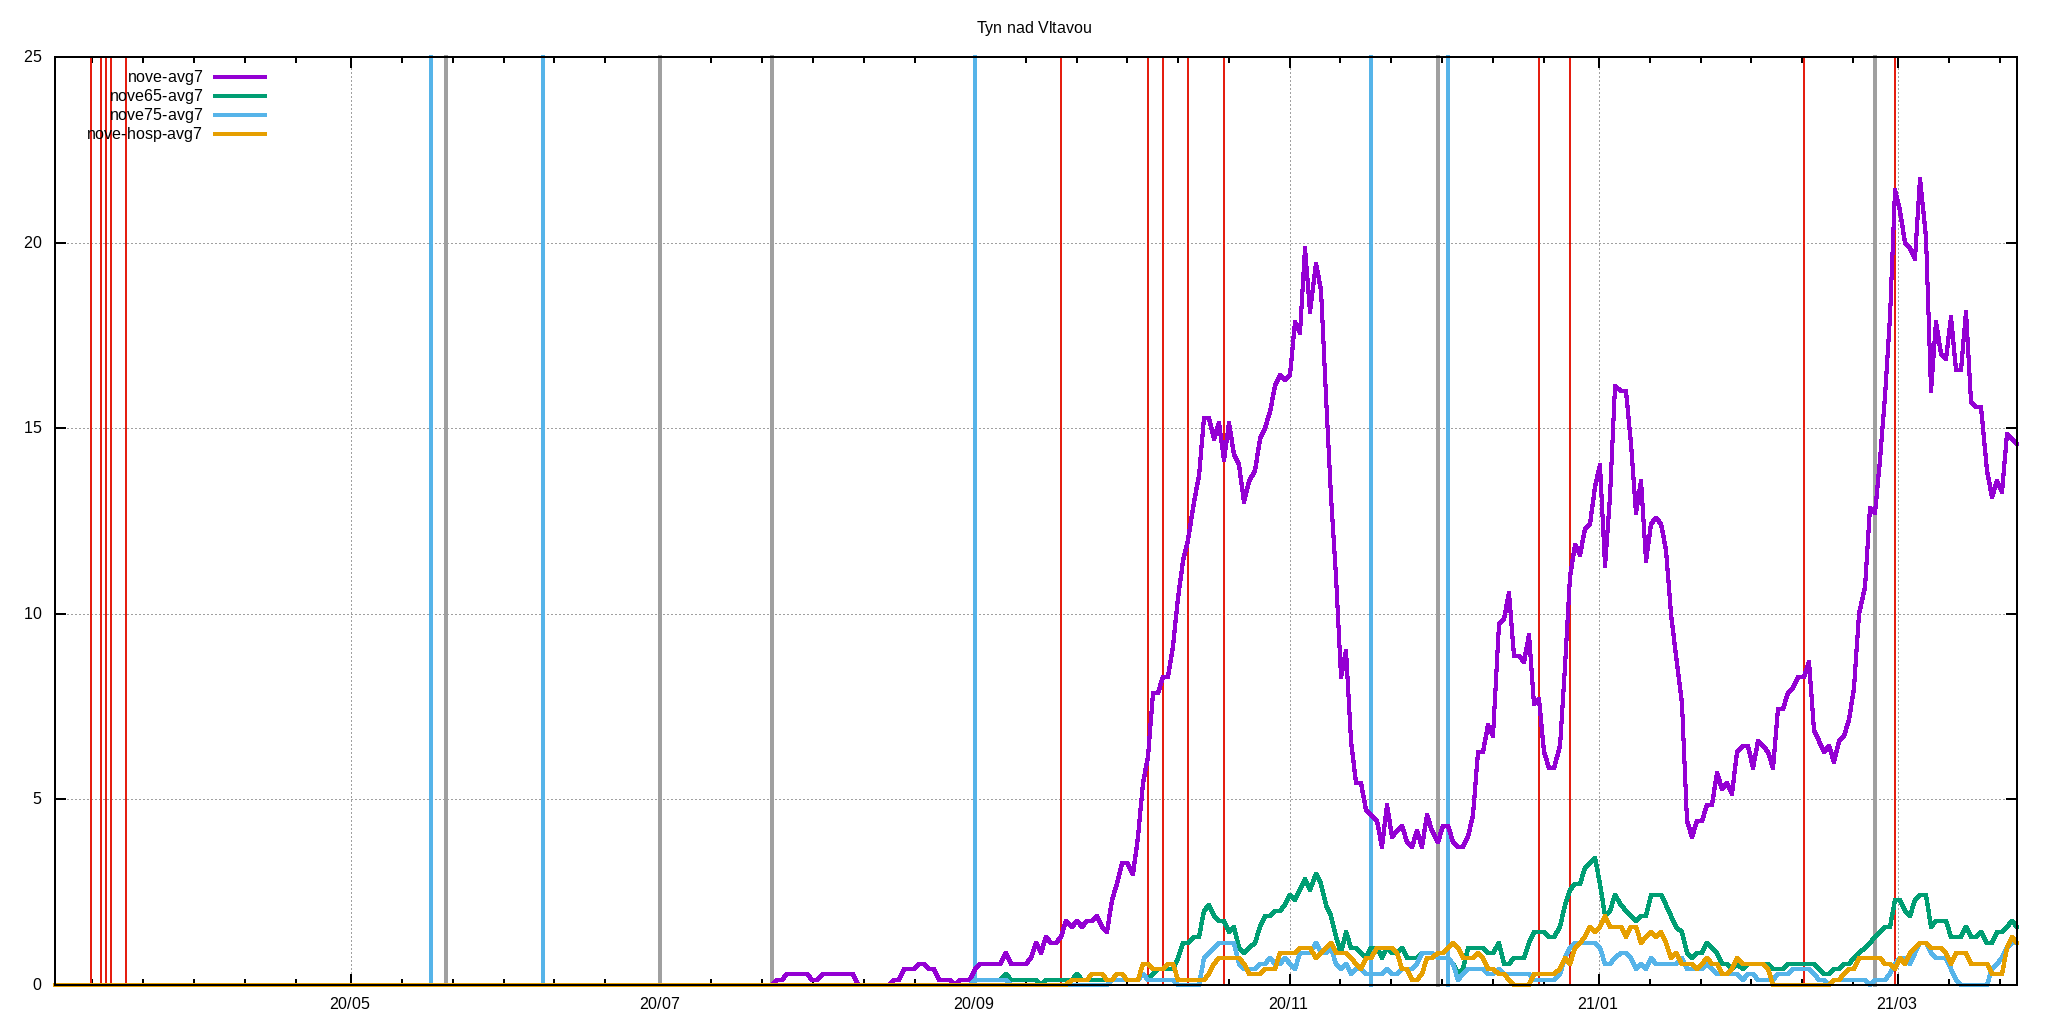 Tyn nad Vltavou
25
20
15
10
5
0
nove-avg7
nove65-avg7
nove75-avg7
nove-hosp-avg7
20/05 20/07 20/09 20/11 21/01 21/03